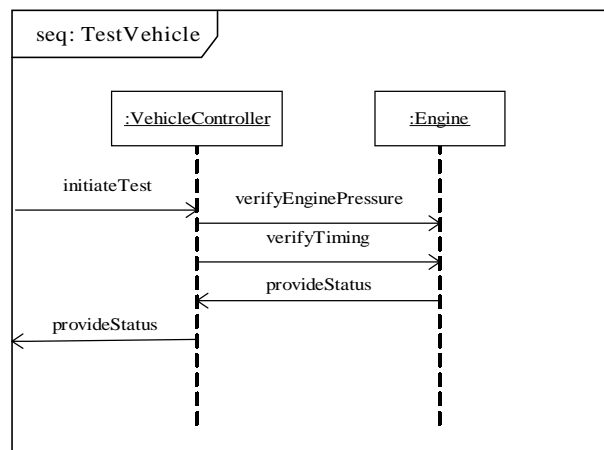 seq: TestVehicle
:VehicleController
:Engine
initiateTest
verifyEnginePressure
verifyTiming
provideStatus
provideStatus